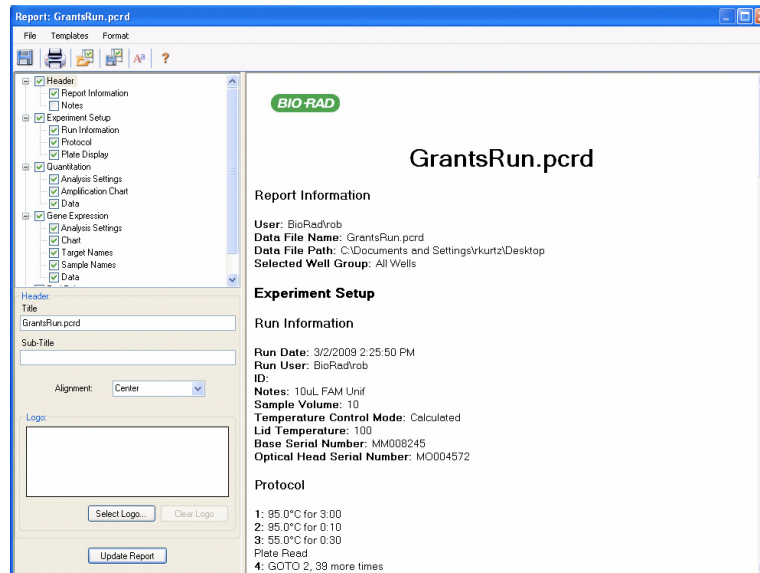 Report: GrantsRun.pcrd
File Templates Format
Aa ?
Header
Report Information
Notes
Experiment Setup
Run Information
Protocol
Plate Display
Quantitation
Analysis Settings
Amplification Chart
Data
Gene Expression
Analysis Settings
Chart
Target Names
Sample Names
Data
Header:
Title
GrantsRun.pcrd
Sub-Title
Alignment: Center
Logo:
Select Logo... Clear Logo
Update Report
BIO-RAD
GrantsRun.pcrd
Report Information
User: BioRad\rob
Data File Name: GrantsRun.pcrd
Data File Path: C:\Documents and Settings\rkurtz\Desktop
Selected Well Group: All Wells
Experiment Setup
Run Information
Run Date: 3/2/2009 2:25:50 PM
Run User: BioRad\rob
ID:
Notes: 10uL FAM Unif
Sample Volume: 10
Temperature Control Mode: Calculated
Lid Temperature: 100
Base Serial Number: MM008245
Optical Head Serial Number: MO004572
Protocol
1: 95.0°C for 3:00
2: 95.0°C for 0:10
3: 55.0°C for 0:30
Plate Read
4: GOTO 2, 39 more times